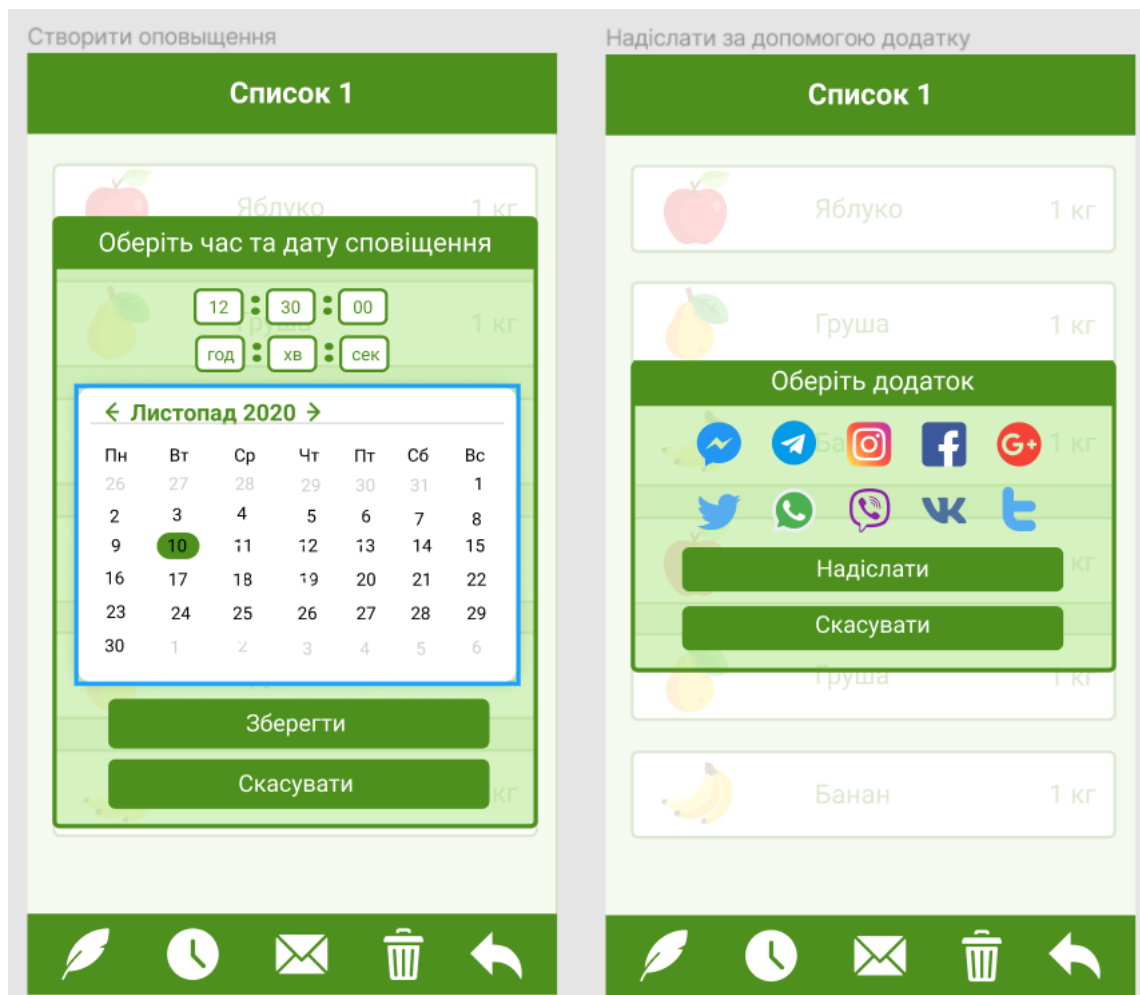 Створити оповыщення
Список 1
Яблуко 1 кг
Оберіть час та дату сповіщення
12 : 30 : 00
Груша 1 кг
год : хв : сек
← Листопад 2020 →
Пн Вт Ср Чт Пт Сб Вс
26 27 28 29 30 31 1
2 3 4 5 6 7 8
9 10 11 12 13 14 15
16 17 18 19 20 21 22
23 24 25 26 27 28 29
30 1 2 3 4 5 6
Зберегти
Скасувати
кг
Надіслати за допомогою додатку
Список 1
Яблуко 1 кг
Груша 1 кг
Оберіть додаток
Ба 1 кг
G+
кг
Надіслати
Скасувати
Груша 1 кг
Банан 1 кг